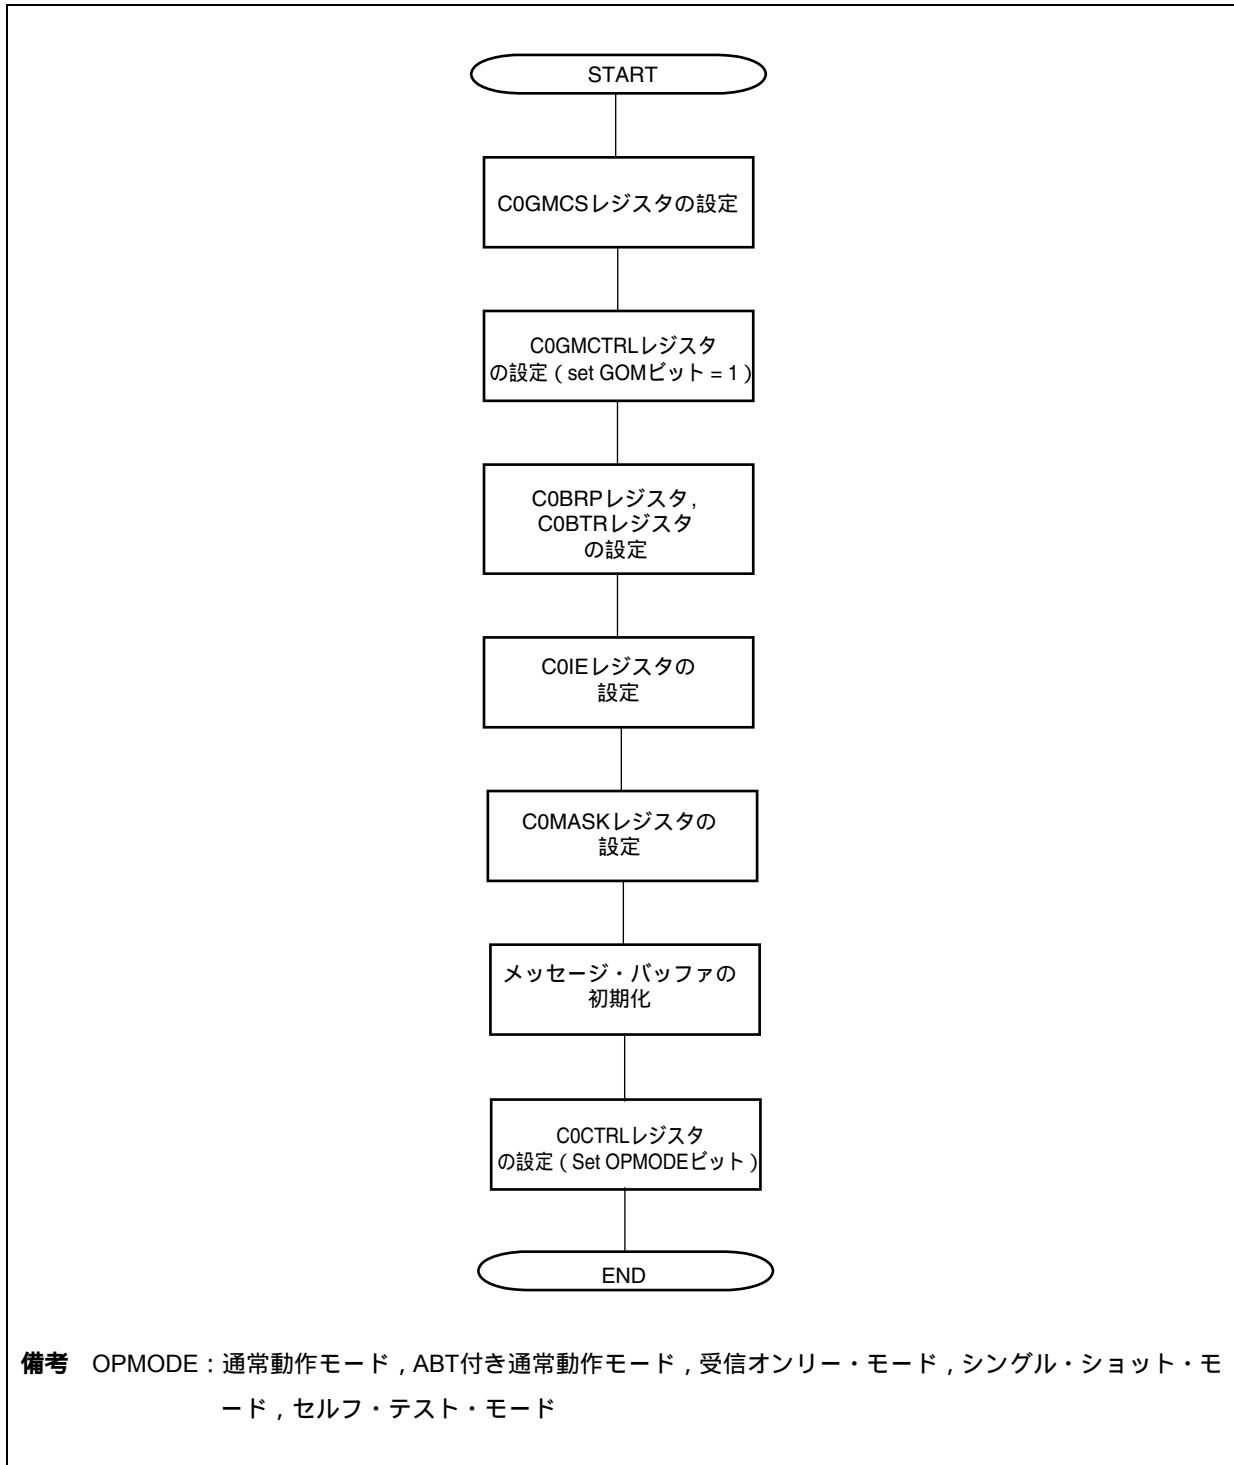 START
C0GMCSレジスタの設定
C0GMCTRLレジスタ
の設定（set GOMビット = 1）
C0BRPレジスタ，
C0BTRレジスタ
の設定
C0IEレジスタの
設定
C0MASKレジスタの
設定
メッセージ・バッファの
初期化
C0CTRLレジスタ
の設定（Set OPMODEビット）
END
備考　OPMODE：通常動作モード，ABT付き通常動作モード，受信オンリー・モード，シングル・ショット・モ
ード，セルフ・テスト・モード